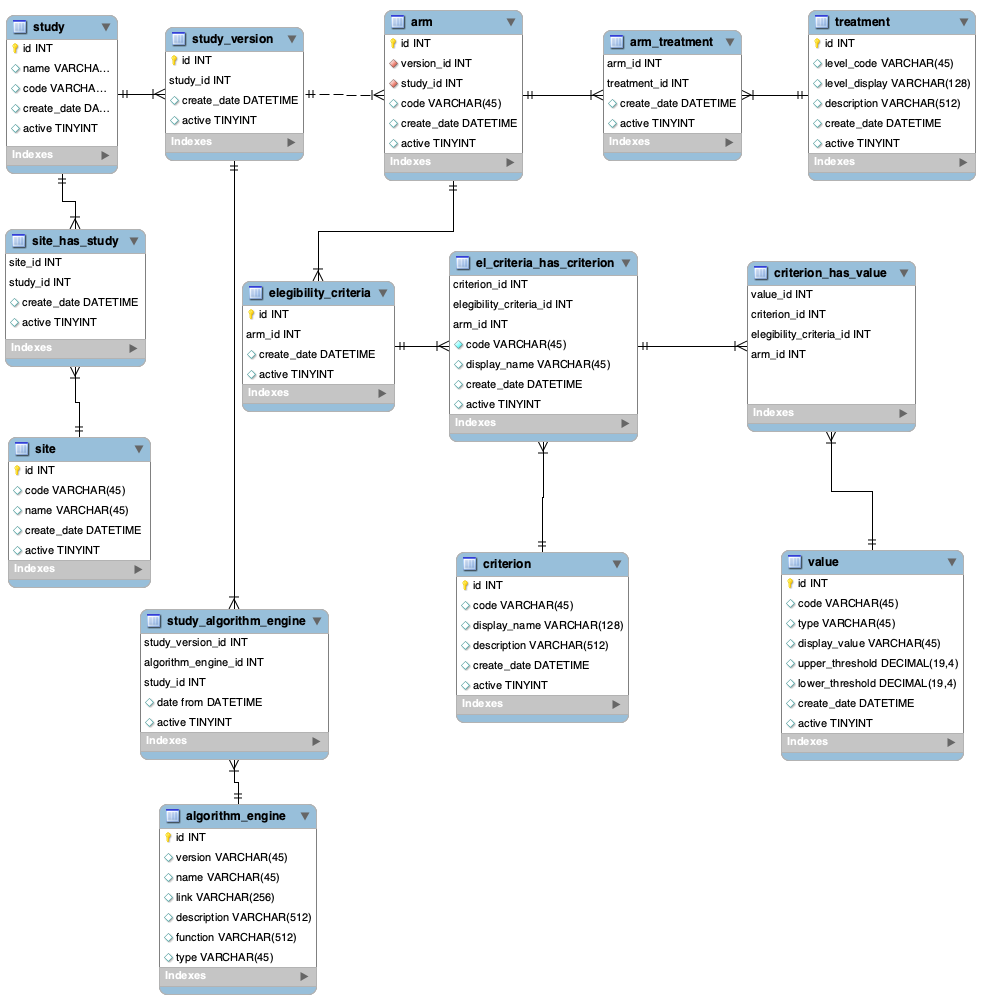 study
id INT
name VARCHA...
code VARCHA...
create_date DA...
active TINYINT
Indexes
study_version
id INT
study_id INT
create_date DATETIME
active TINYINT
Indexes
arm
id INT
version_id INT
study_id INT
code VARCHAR(45)
create_date DATETIME
active TINYINT
Indexes
arm_treatment
arm_id INT
treatment_id INT
create_date DATETIME
active TINYINT
Indexes
treatment
id INT
level_code VARCHAR(45)
level_display VARCHAR(128)
description VARCHAR(512)
create_date DATETIME
active TINYINT
Indexes
site_has_study
site_id INT
study_id INT
create_date DATETIME
active TINYINT
Indexes
elegibility_criteria
id INT
arm_id INT
create_date DATETIME
active TINYINT
Indexes
el_criteria_has_criterion
criterion_id INT
elegibility_criteria_id INT
arm_id INT
code VARCHAR(45)
display_name VARCHAR(45)
create_date DATETIME
active TINYINT
Indexes
criterion_has_value
value_id INT
criterion_id INT
elegibility_criteria_id INT
arm_id INT
Indexes
site
id INT
code VARCHAR(45)
name VARCHAR(45)
create_date DATETIME
active TINYINT
Indexes
criterion
id INT
code VARCHAR(45)
display_name VARCHAR(128)
description VARCHAR(512)
create_date DATETIME
active TINYINT
Indexes
value
id INT
code VARCHAR(45)
type VARCHAR(45)
display_value VARCHAR(45)
upper_threshold DECIMAL(19,4)
lower_threshold DECIMAL(19,4)
create_date DATETIME
active TINYINT
Indexes
study_algorithm_engine
study_version_id INT
algorithm_engine_id INT
study_id INT
date from DATETIME
active TINYINT
Indexes
algorithm_engine
id INT
version VARCHAR(45)
name VARCHAR(45)
link VARCHAR(256)
description VARCHAR(512)
function VARCHAR(512)
type VARCHAR(45)
Indexes